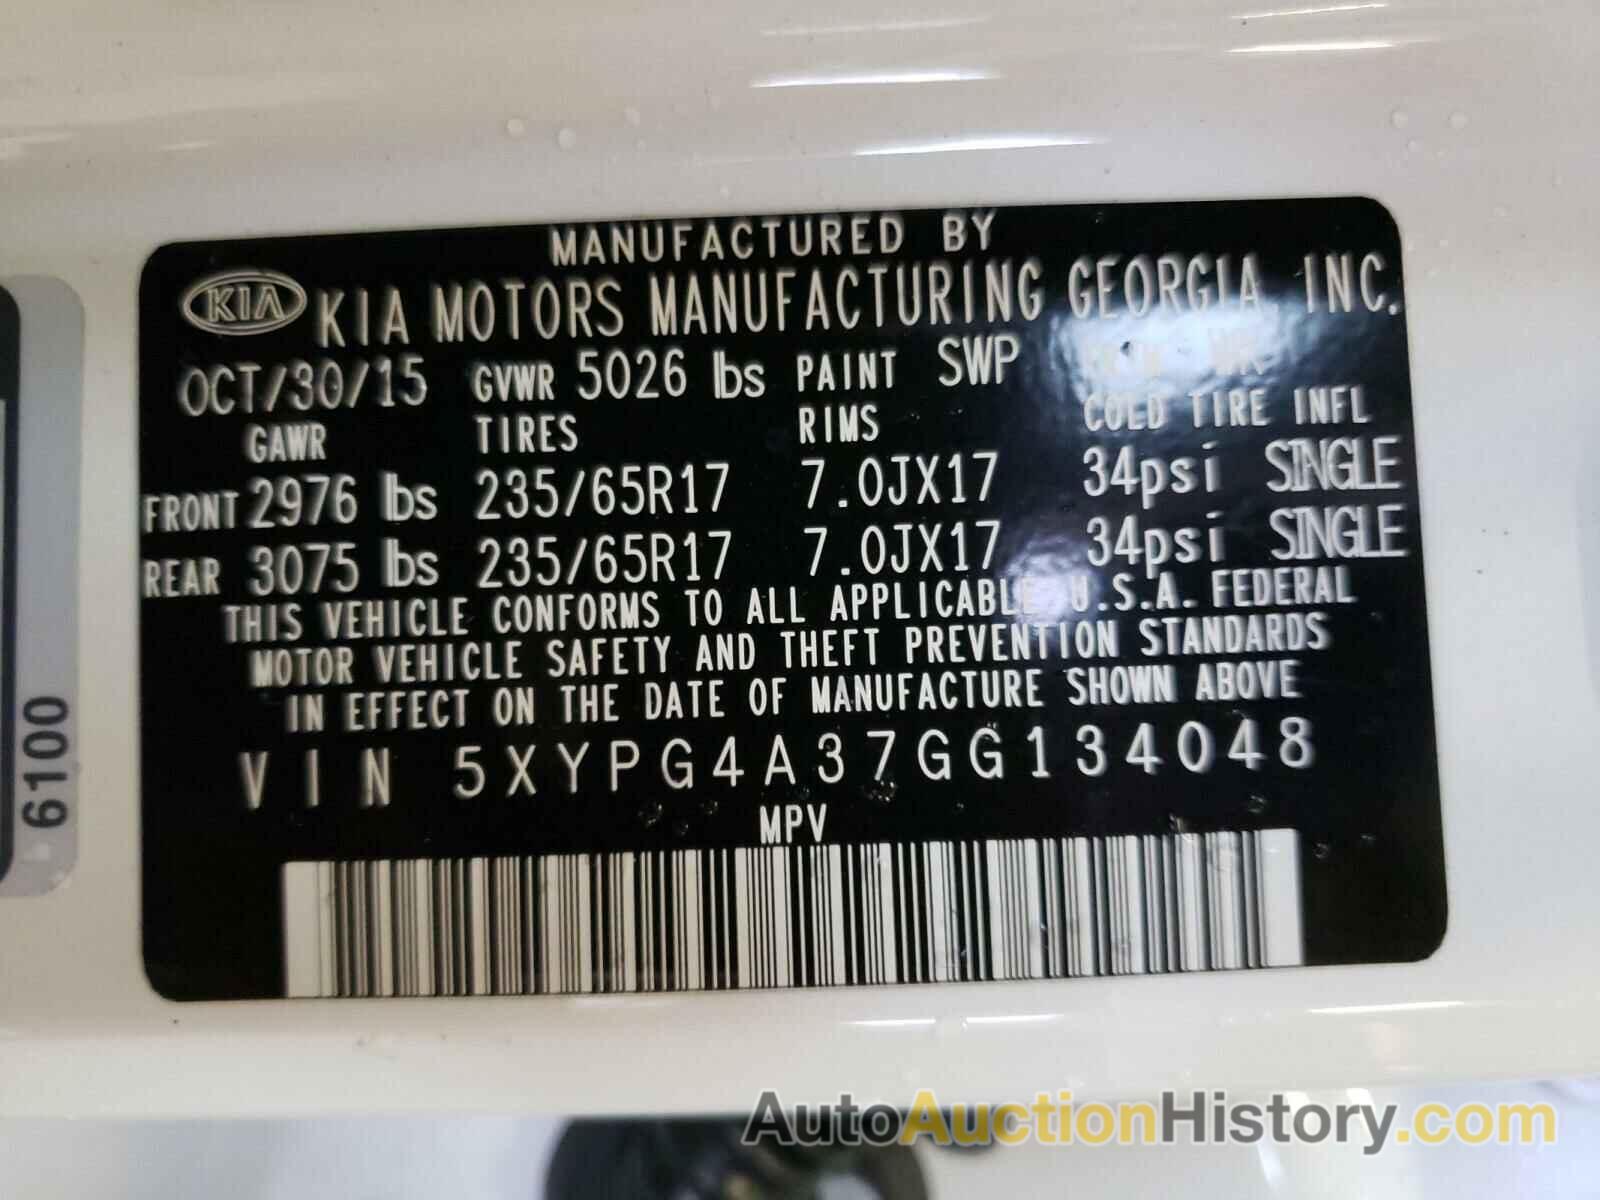 MANUFACTURED BY
KIA KIA MOTORS MANUFACTURING GEORGIA, INC.
OCT/30/15 GVWR 5026 lbs PAINT SWP
GAWR TIRES RIMS COLD TIRE INFL
FRONT 2976 lbs 235/65R17 7.0JX17 34psi SINGLE
REAR 3075 lbs 235/65R17 7.0JX17 34psi SINGLE
THIS VEHICLE CONFORMS TO ALL APPLICABLE U.S.A. FEDERAL
MOTOR VEHICLE SAFETY AND THEFT PREVENTION STANDARDS
IN EFFECT ON THE DATE OF MANUFACTURE SHOWN ABOVE
VIN 5XYPG4A37GG134048
MPV
6100
AutoAuctionHistory.com